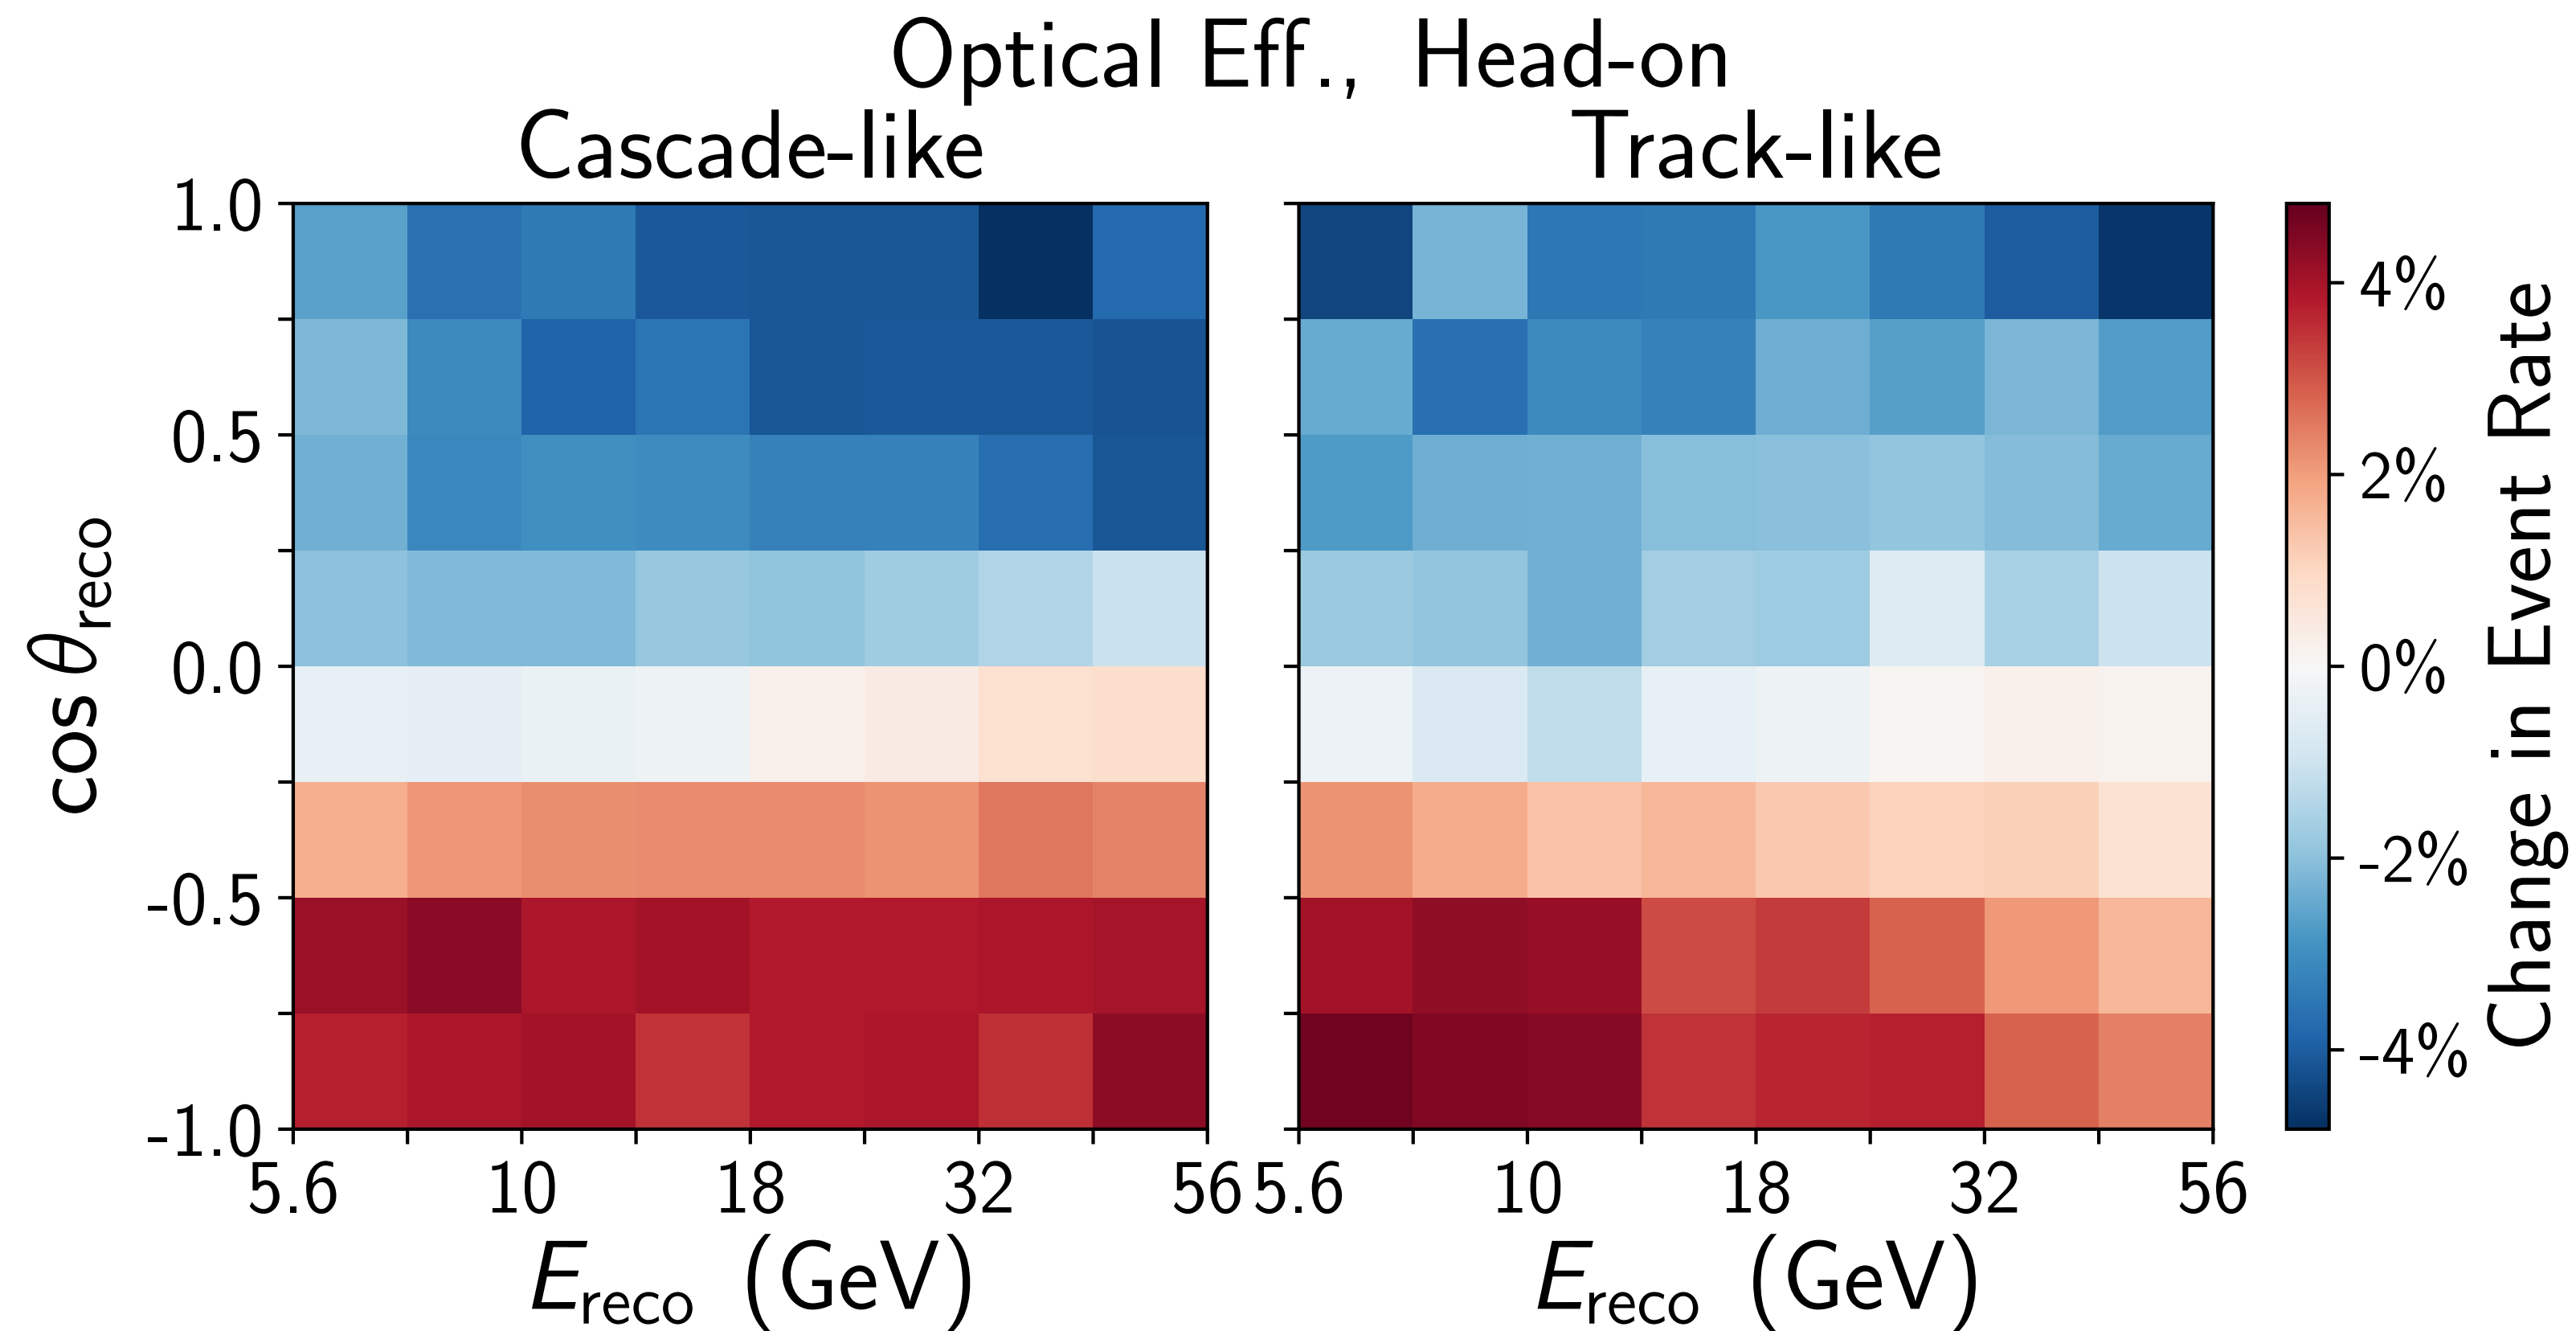 Optical Eff., Head-on
Cascade-like
Track-like
1.0
0.5
0.0
-0.5
-1.0
cos θreco
5.6
10
18
32
56
Ereco (GeV)
5.6
10
18
32
56
Ereco (GeV)
4%
2%
0%
-2%
-4%
Change in Event Rate